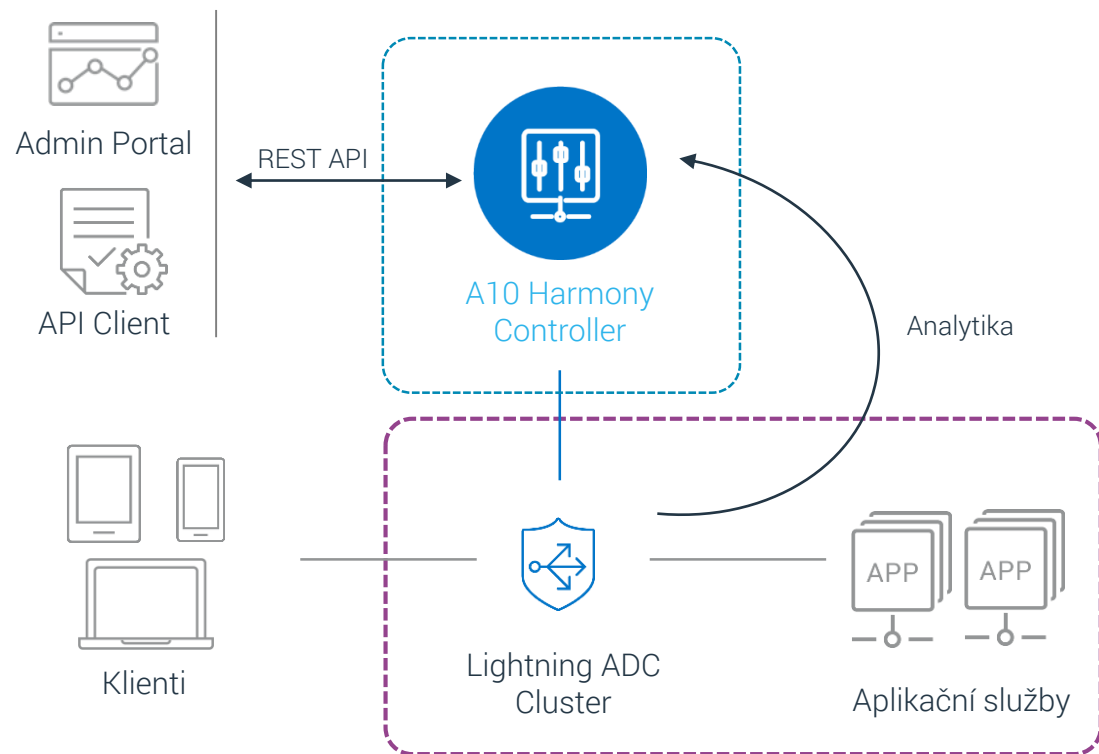 Admin Portal
REST API
API Client
A10 Harmony
Controller
Analytika
Klienti
Lightning ADC
Cluster
APP
APP
Aplikační služby